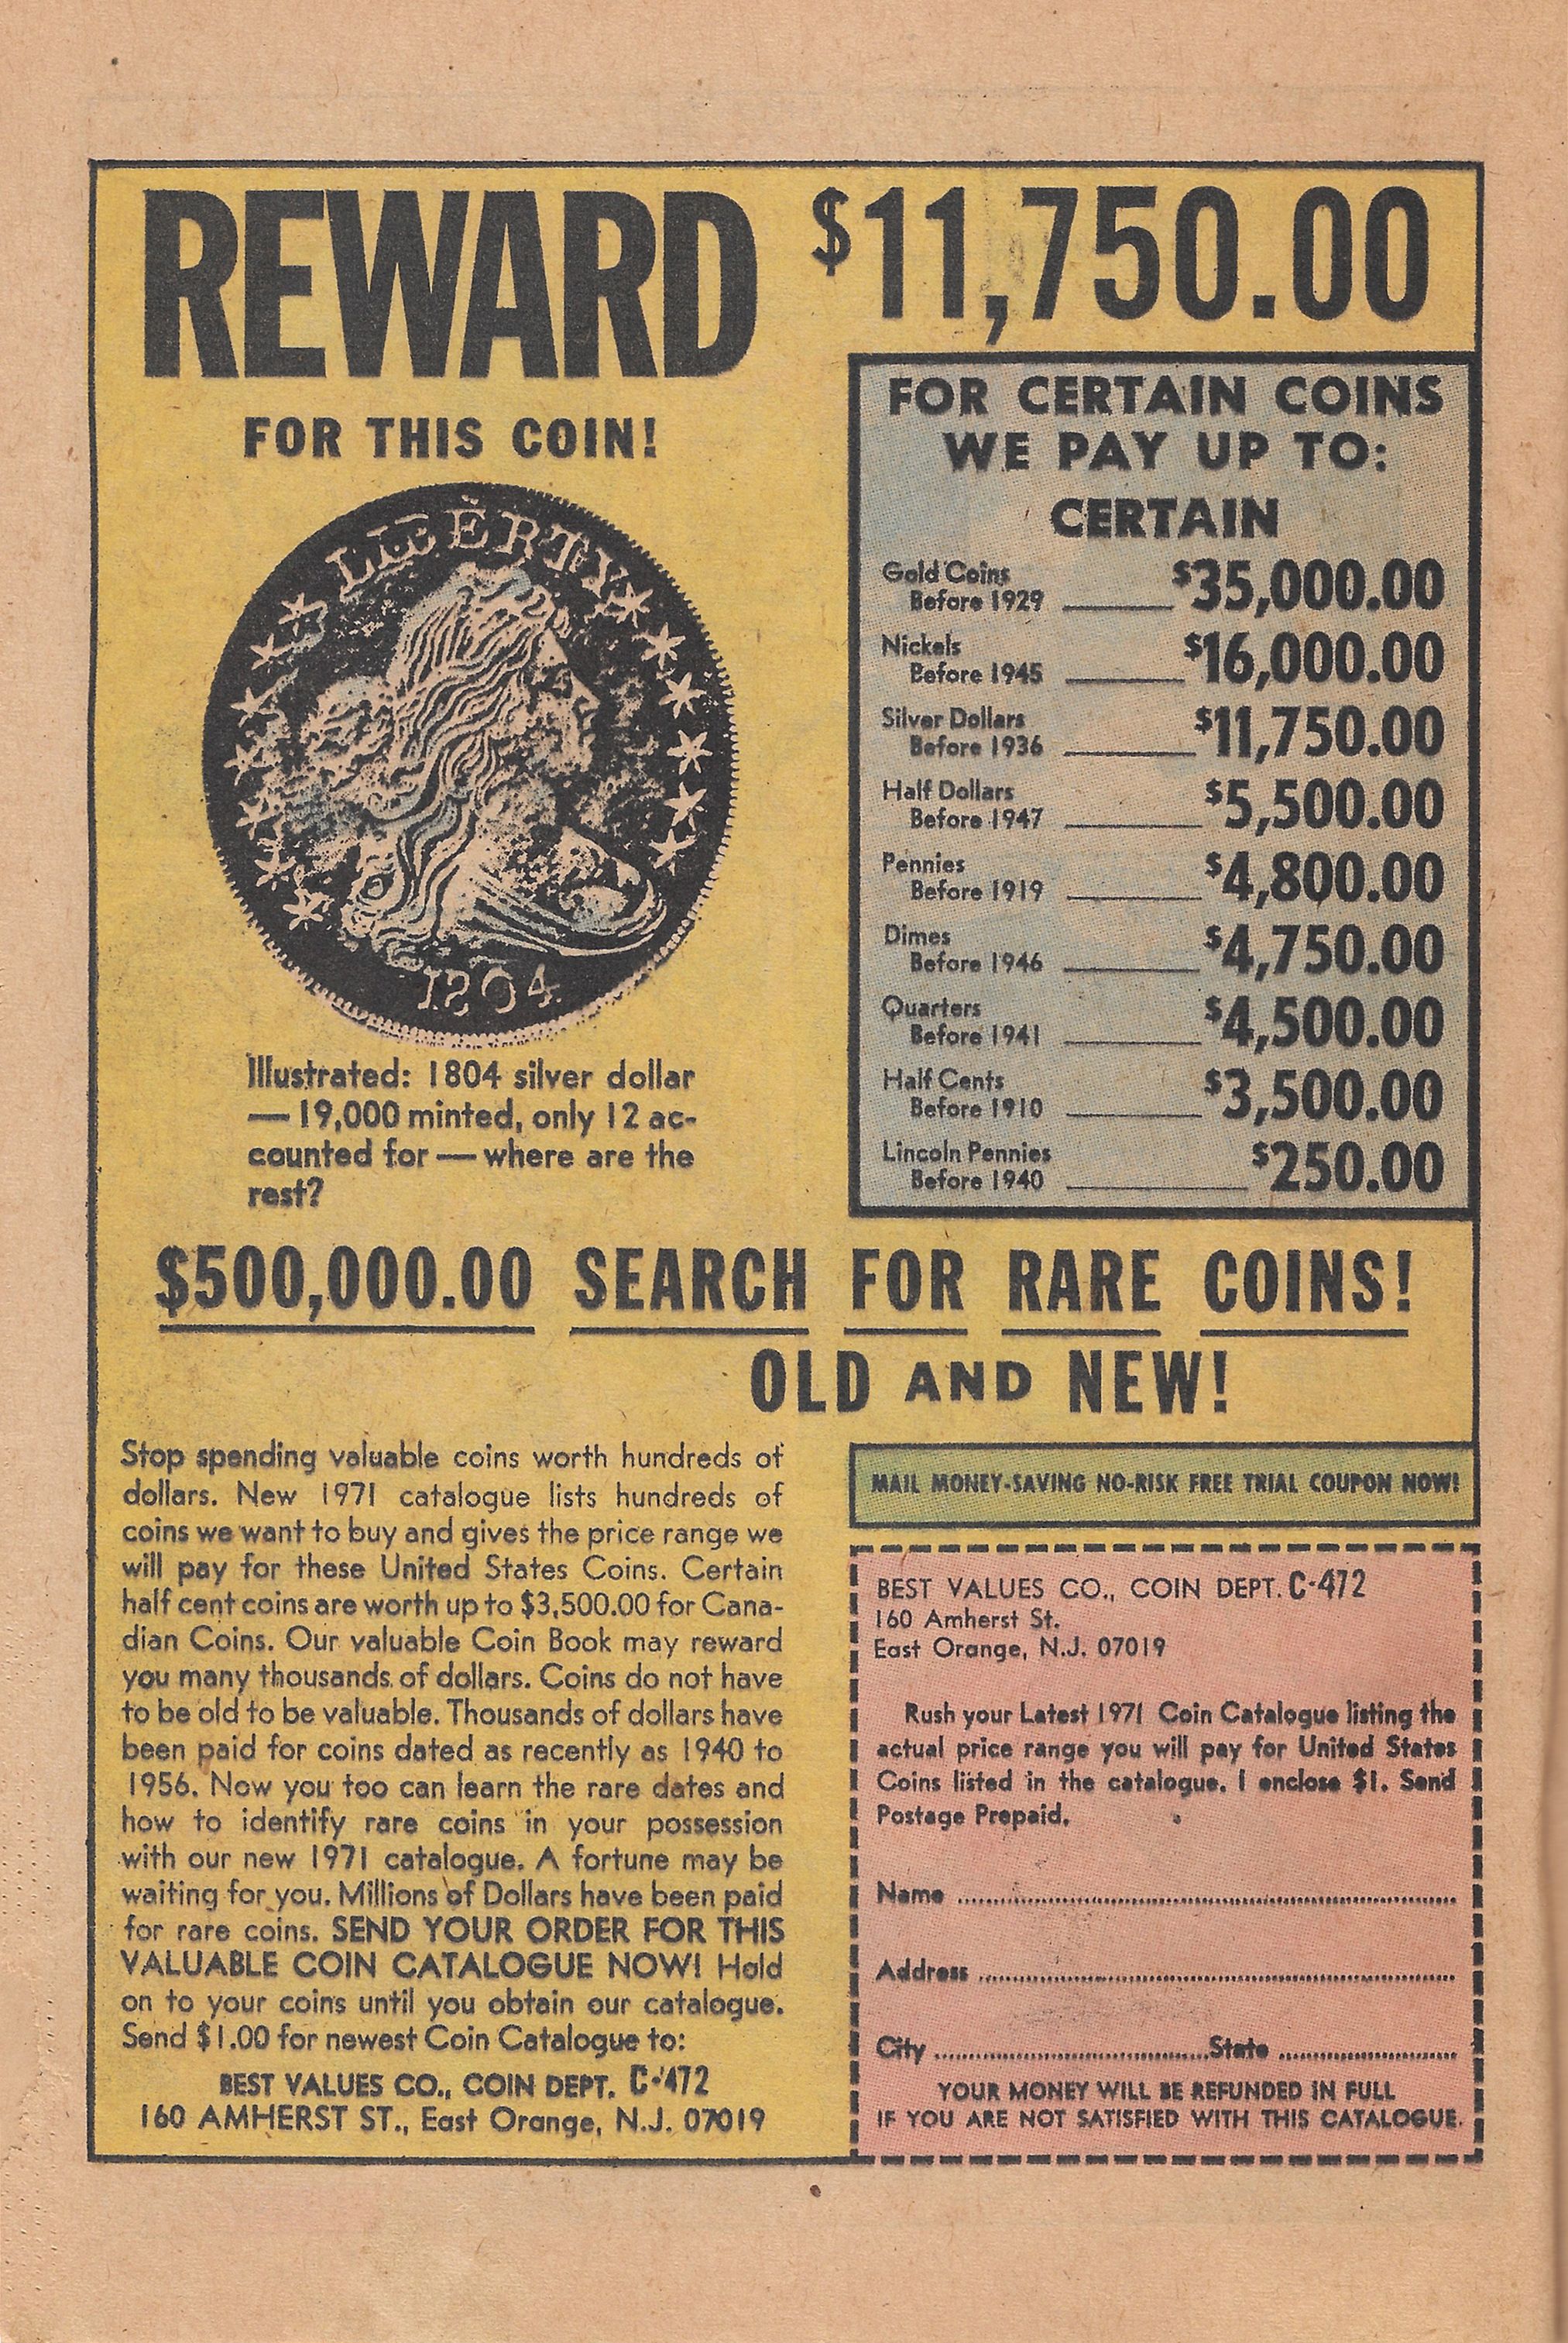 REWARD $11,750.00
FOR THIS COIN!
LIBERTY
1804
Illustrated: 1804 silver dollar
— 19,000 minted, only 12 ac-
counted for — where are the
rest?
FOR CERTAIN COINS
WE PAY UP TO:
CERTAIN
Gold Coins
Before 1929 $35,000.00
Nickels
Before 1945 $16,000.00
Silver Dollars
Before 1936 $11,750.00
Half Dollars
Before 1947 $5,500.00
Pennies
Before 1919 $4,800.00
Dimes
Before 1946 $4,750.00
Quarters
Before 1941 $4,500.00
Half Cents
Before 1910 $3,500.00
Lincoln Pennies
Before 1940 $250.00
$500,000.00 SEARCH FOR RARE COINS!
OLD AND NEW!
Stop spending valuable coins worth hundreds of
dollars. New 1971 catalogue lists hundreds of
coins we want to buy and gives the price range we
will pay for these United States Coins. Certain
half cent coins are worth up to $3,500.00 for Cana-
dian Coins. Our valuable Coin Book may reward
you many thousands of dollars. Coins do not have
to be old to be valuable. Thousands of dollars have
been paid for coins dated as recently as 1940 to
1956. Now you too can learn the rare dates and
how to identify rare coins in your possession
with our new 1971 catalogue. A fortune may be
waiting for you. Millions of Dollars have been paid
for rare coins. SEND YOUR ORDER FOR THIS
VALUABLE COIN CATALOGUE NOW! Hold
on to your coins until you obtain our catalogue.
Send $1.00 for newest Coin Catalogue to:
BEST VALUES CO., COIN DEPT. C-472
160 AMHERST ST., East Orange, N.J. 07019
MAIL MONEY-SAVING NO-RISK FREE TRIAL COUPON NOW!
BEST VALUES CO., COIN DEPT. C-472
160 Amherst St.
East Orange, N.J. 07019
Rush your Latest 1971 Coin Catalogue listing the
actual price range you will pay for United States
Coins listed in the catalogue. I enclose $1. Send
Postage Prepaid.
Name
Address
City State
YOUR MONEY WILL BE REFUNDED IN FULL
IF YOU ARE NOT SATISFIED WITH THIS CATALOGUE.